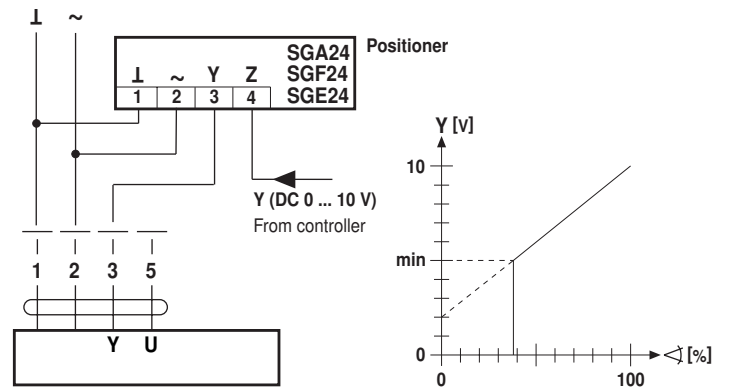 ⊥ ~
SGA24 Positioner
⊥ ~ Y Z SGF24
1 2 3 4 SGE24
Y (DC 0 ... 10 V)
From controller
1 2 3 5
Y U
Y [V]
10
min
0
0 100
[%]